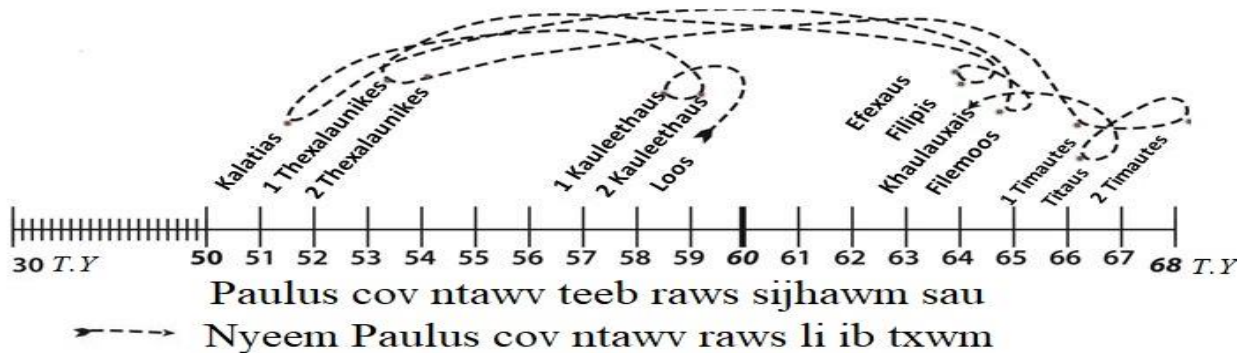 Kalatias
1 Thexalaunikes
2 Thexalaunikes
1 Kauleethaus
2 Kauleethaus
Loos
Efexaus
Filipis
Khaulauxais
Filemoos
1 Timautes
Titaus
2 Timautes
30 T.Y 50 51 52 53 54 55 56 57 58 59 60 61 62 63 64 65 66 67 68 T.Y
Paulus cov ntawv teeb raws sijhawm sau
Nyeem Paulus cov ntawv raws li ib txwm